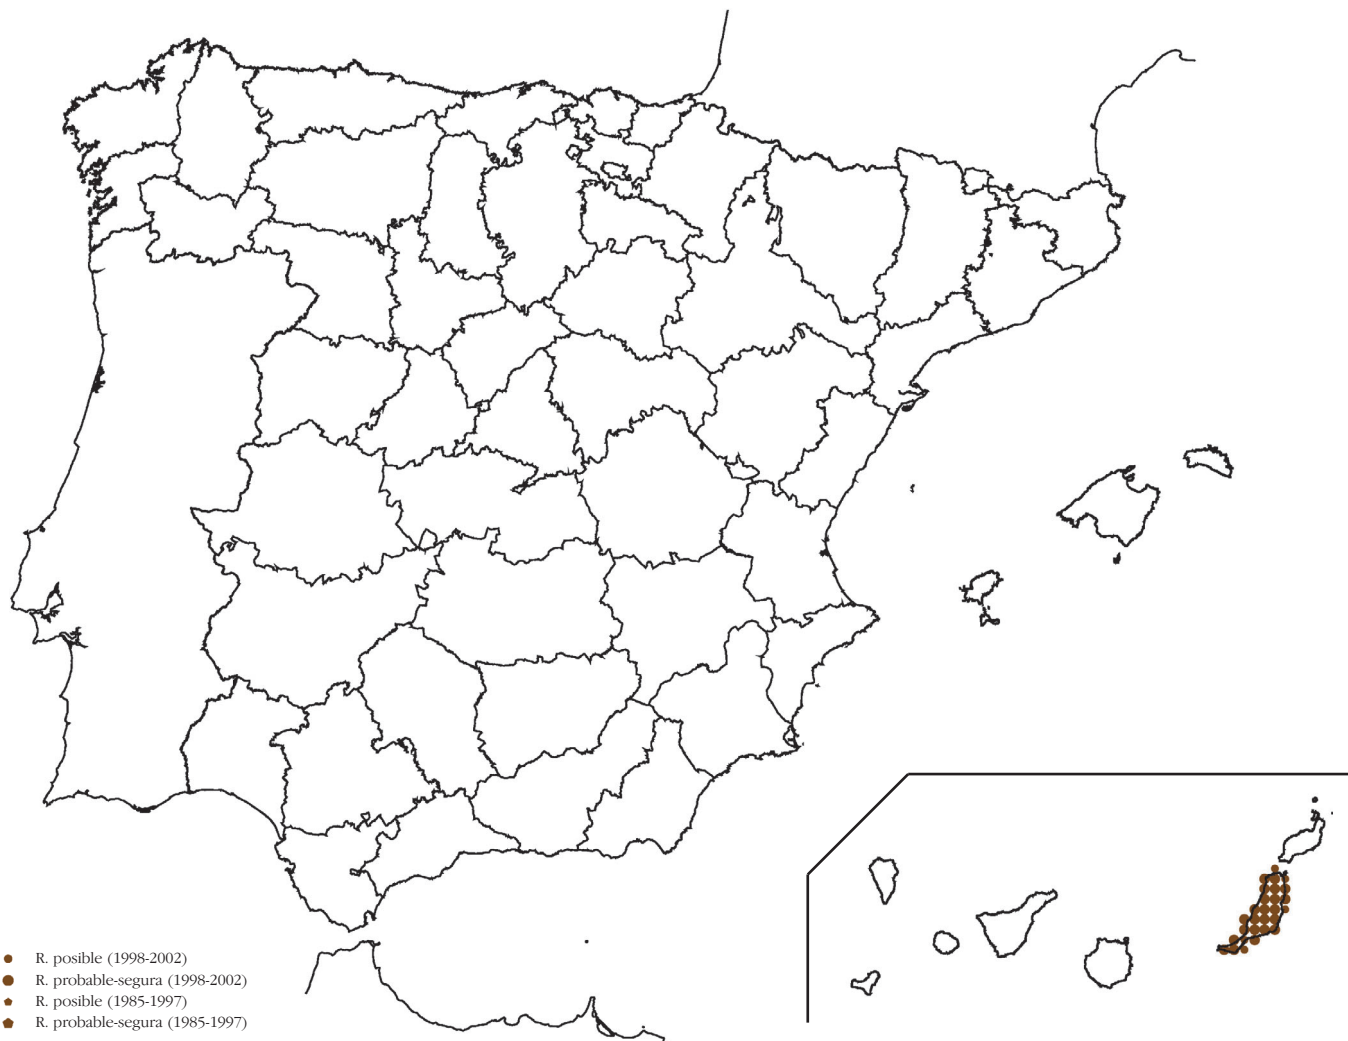 R. posible (1998-2002)
R. probable-segura (1998-2002)
R. posible (1985-1997)
R. probable-segura (1985-1997)